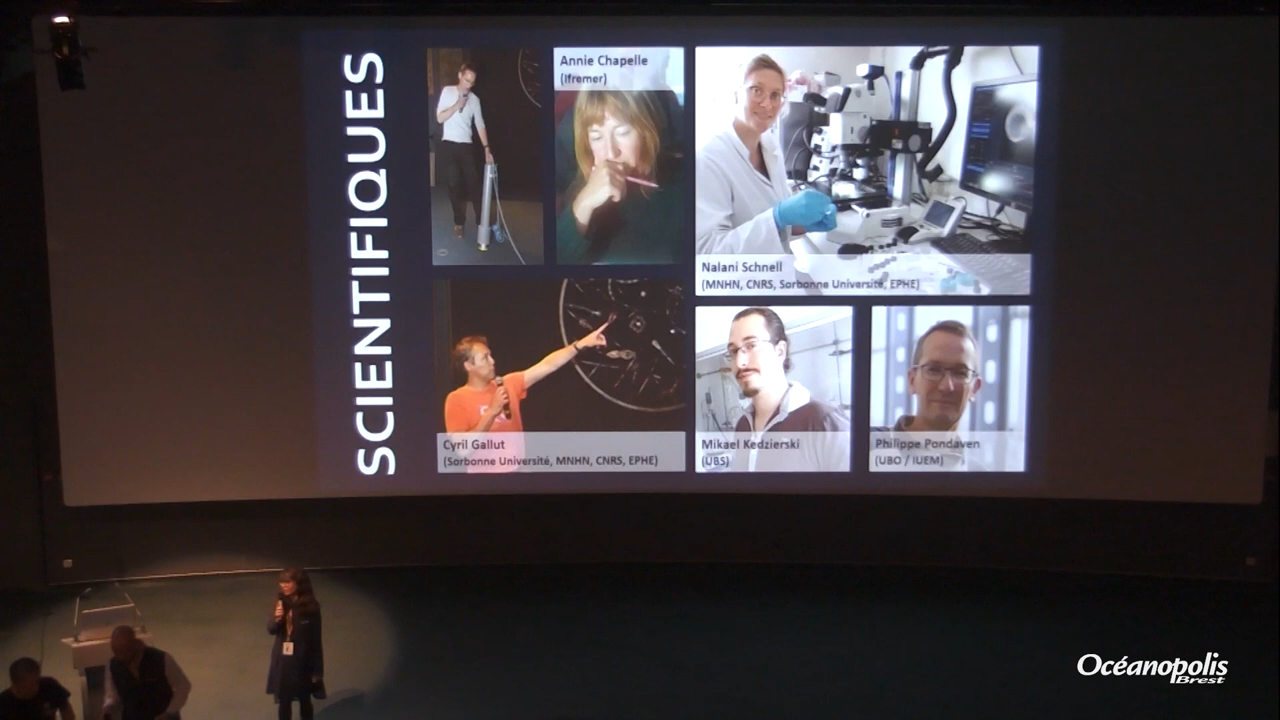 SCIENTIFIQUES
Annie Chapelle
(Ifremer)
Nalani Schnell
(MNHN, CNRS, Sorbonne Université, EPHE)
Cyril Gallut
(Sorbonne Université, MNHN, CNRS, EPHE)
Mikael Kedzierski
(UBS)
Philippe Pondaven
(UBO / IUEM)
Océanopolis
Brest